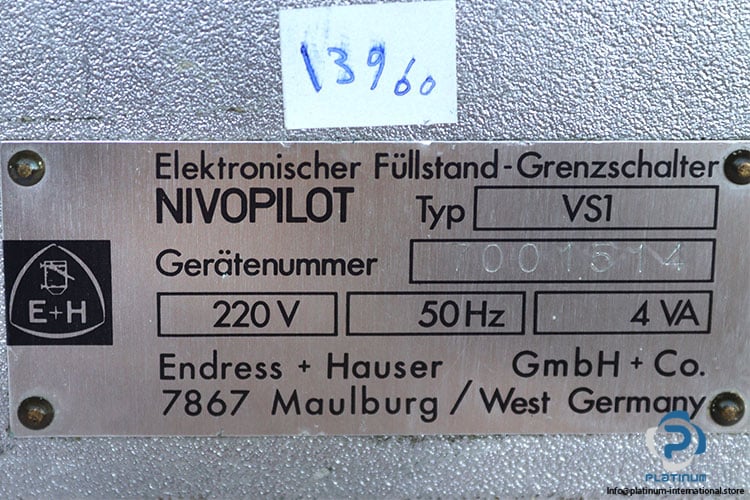 13960
Elektronischer Füllstand-Grenzschalter
NIVOPILOT Typ VS1
Gerätenummer 7001514
E+H
220 V 50 Hz 4 VA
Endress + Hauser GmbH + Co.
7867 Maulburg / West Germany
PLATINUM
info@platinum-international.store